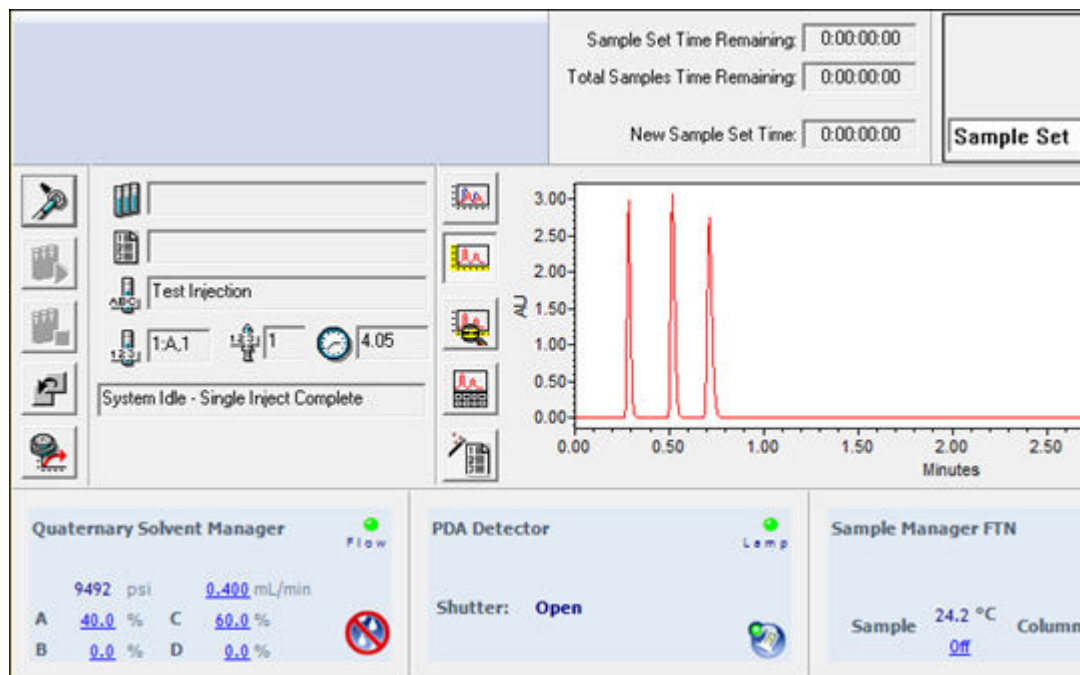 Sample Set Time Remaining: 0:00:00:00
Total Samples Time Remaining: 0:00:00:00
New Sample Set Time: 0:00:00:00
Sample Set
Test Injection
1:A,1 1 4.05
System Idle - Single Inject Complete
AU
3.00
2.50
2.00
1.50
1.00
0.50
0.00
0.00 0.50 1.00 1.50 2.00 2.50
Minutes
Quaternary Solvent Manager
Flow
9492 psi 0.400 mL/min
A 40.0 % C 60.0 %
B 0.0 % D 0.0 %
PDA Detector
Lamp
Shutter: Open
Sample Manager FTN
Sample 24.2 °C Column
Off